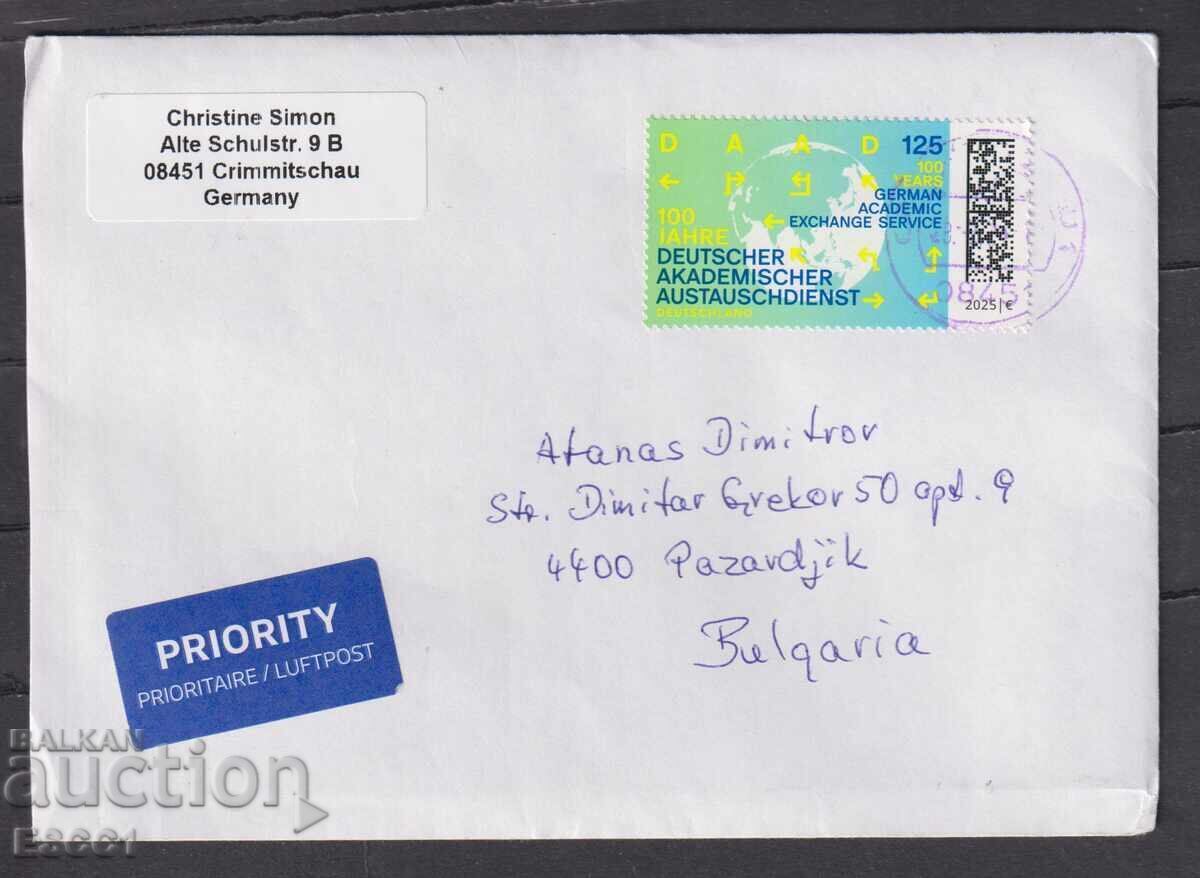 Christine Simon
Alte Schulstr. 9 B
08451 Crimmitschau
Germany
D A A D 125
100
YEARS
GERMAN
ACADEMIC
EXCHANGE SERVICE
100
JAHRE
DEUTSCHER
AKADEMISCHER
AUSTAUSCHDIENST
DEUTSCHLAND
2025|€
0845
Atanas Dimitrov
Str. Dimitar Grekov 50 apt. 9
4400 Pazardjik
Bulgaria
PRIORITY
PRIORITAIRE / LUFTPOST
BALKAN
auction